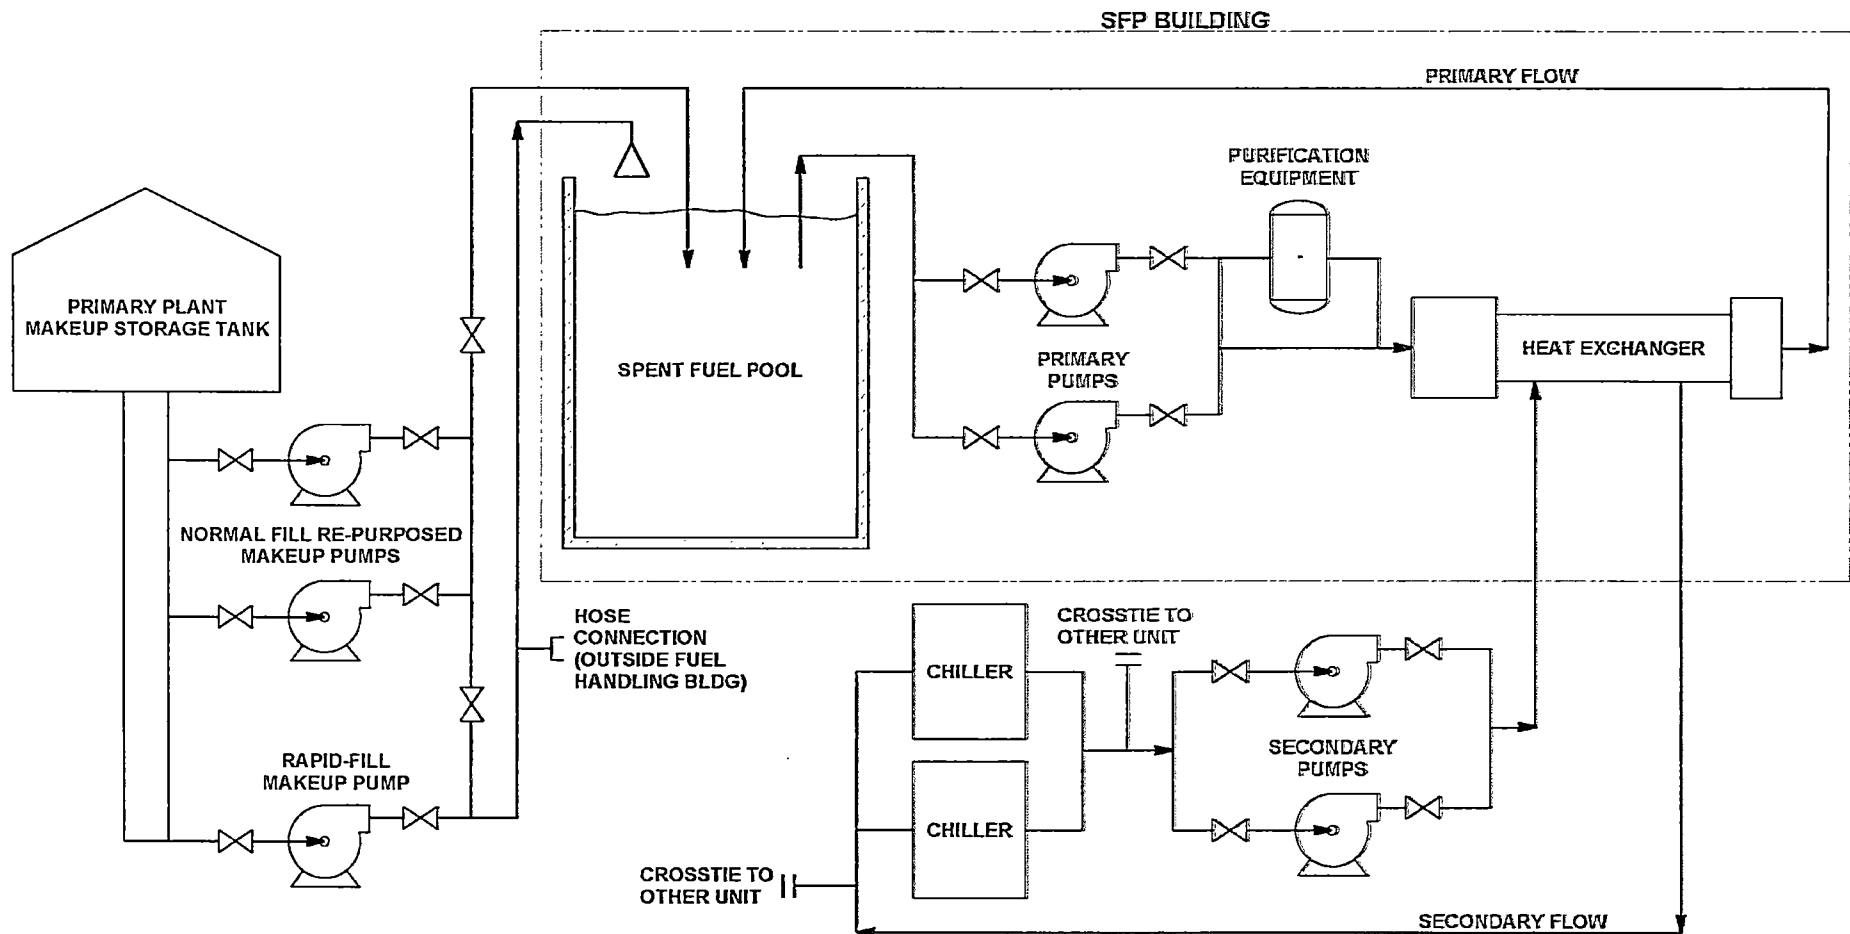 SFP BUILDING
PRIMARY FLOW
PURIFICATION
EQUIPMENT
PRIMARY PLANT
MAKEUP STORAGE TANK
SPENT FUEL POOL
PRIMARY
PUMPS
HEAT EXCHANGER
NORMAL FILL RE-PURPOSED
MAKEUP PUMPS
HOSE
CONNECTION
(OUTSIDE FUEL
HANDLING BLDG)
CROSSTIE TO
OTHER UNIT
CHILLER
RAPID-FILL
MAKEUP PUMP
SECONDARY
PUMPS
CHILLER
CROSSTIE TO
OTHER UNIT
SECONDARY FLOW